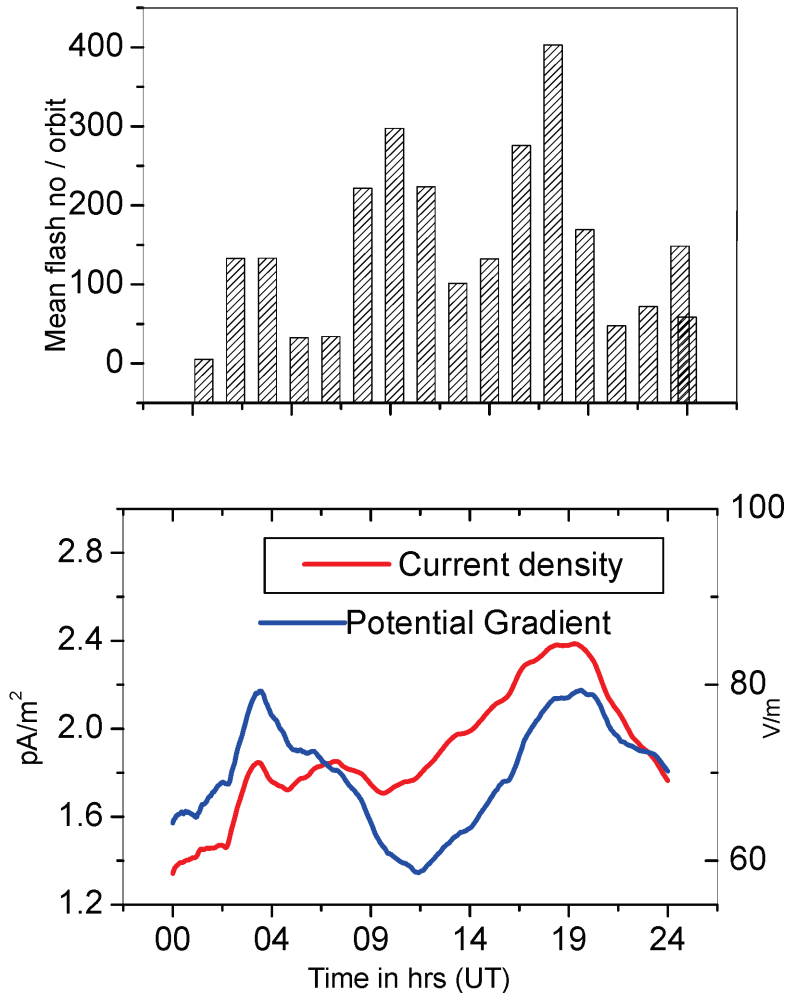 400
300
200
100
0
Mean flash no / orbit
2.8
2.4
2.0
1.6
1.2
pA/m²
100
80
60
V/m
Current density
Potential Gradient
00 04 09 14 19 24
Time in hrs (UT)